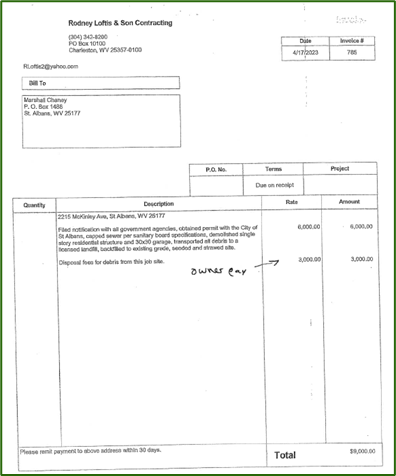 Rodney Loftis & Son Contracting
Invoice
(304) 343-8200
PO Box 10100
Charleston, WV 25357-0100
Date Invoice #
4/17/2023 785
RLoftis2@yahoo.com
Bill To
Marshall Chaney
P. O. Box 1486
St. Albans, WV 25177
P.O. No. Terms Project
Due on receipt
Quantity Description Rate Amount
2215 McKinley Ave, St Albans, WV 25177
Filed notification with all government agencies, obtained permit with the City of 6,000.00 6,000.00
St Albans, capped sewer per sanitary board specifications, demolished single
story residential structure and 30x30 garage, transported all debris to a
licensed landfill, backfilled to existing grade, seeded and strawed site.
Disposal fees for debris from this job site. 3,000.00 3,000.00
owner pay →
Please remit payment to above address within 30 days.
Total $9,000.00